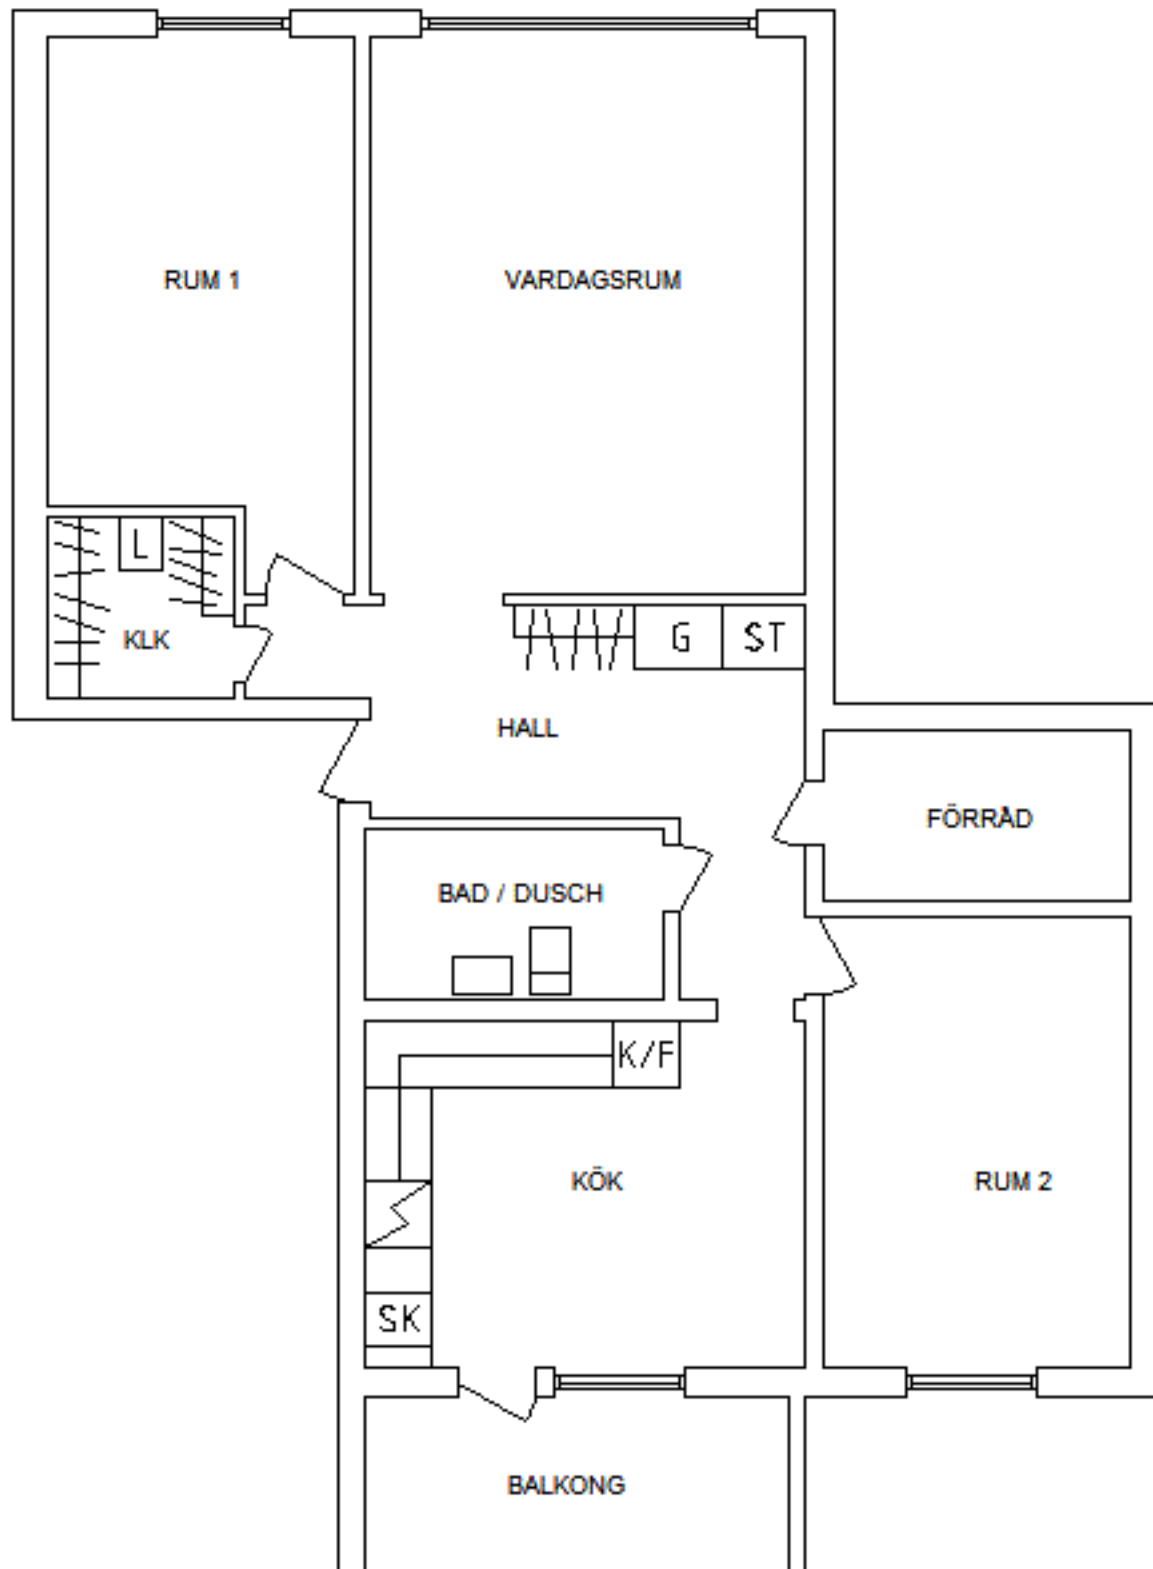 RUM 1
VARDAGSRUM
L
KLK
G
ST
HALL
FÖRRÅD
BAD / DUSCH
K/F
KÖK
RUM 2
SK
BALKONG